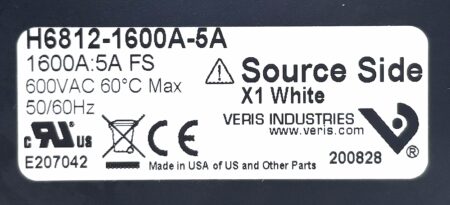 H6812-1600A-5A
1600A:5A FS
600VAC 60°C Max
50/60Hz
⚠ Source Side
X1 White
VERIS INDUSTRIES
www.veris.com
c RU us
E207042
CE
Made in USA of US and Other Parts
200828
®